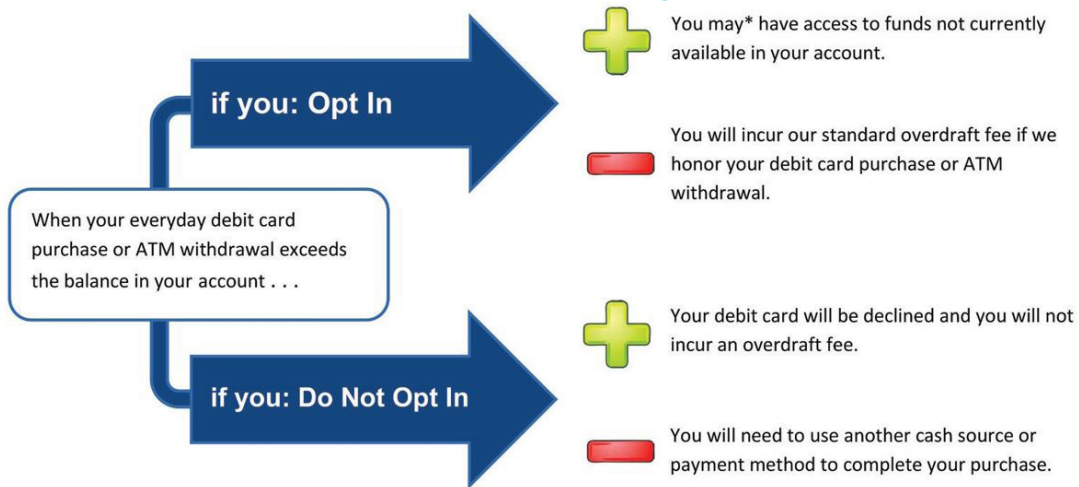 When your everyday debit card
purchase or ATM withdrawal exceeds
the balance in your account . . .
if you: Opt In
You may* have access to funds not currently
available in your account.
You will incur our standard overdraft fee if we
honor your debit card purchase or ATM
withdrawal.
if you: Do Not Opt In
Your debit card will be declined and you will not
incur an overdraft fee.
You will need to use another cash source or
payment method to complete your purchase.